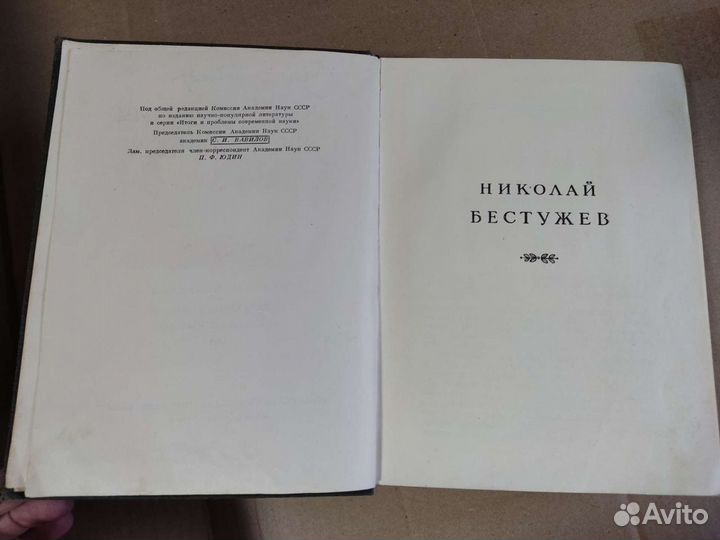 Под общей редакцией Комиссии Академии Наук СССР
по изданию научно-популярной литературы
и серии «Итоги и проблемы современной науки»
Председатель Комиссии Академии Наук СССР
академик С. И. ВАВИЛОВ
Зам. председателя член-корреспондент Академии Наук СССР
П. Ф. ЮДИН
НИКОЛАЙ
БЕСТУЖЕВ
Avito